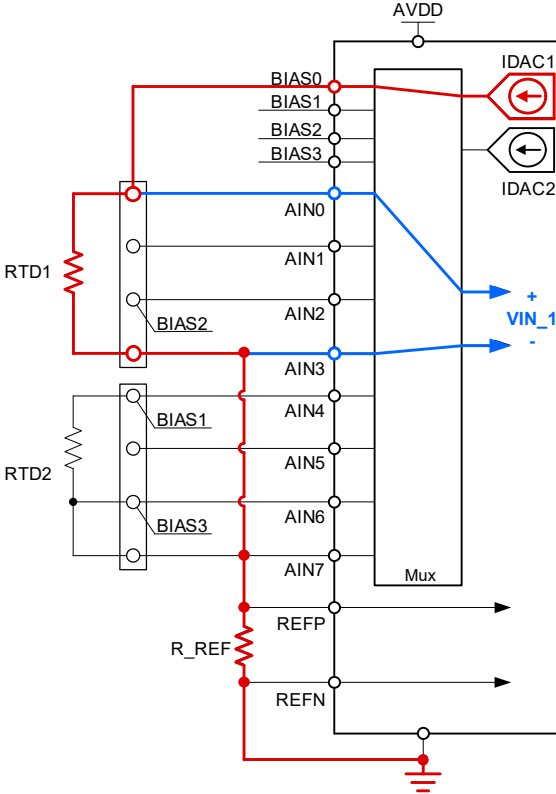 AVDD
IDAC1
BIAS0
BIAS1
BIAS2
BIAS3
IDAC2
AIN0
AIN1
RTD1
AIN2
+
VIN_1
-
BIAS2
AIN3
AIN4
BIAS1
AIN5
RTD2
AIN6
BIAS3
AIN7
Mux
REFP
R_REF
REFN